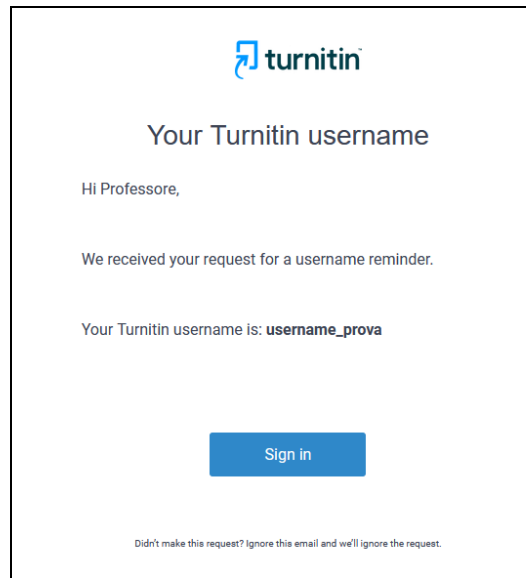 turnitin
Your Turnitin username
Hi Professore,
We received your request for a username reminder.
Your Turnitin username is: username_prova
Sign in
Didn't make this request? Ignore this email and we'll ignore the request.